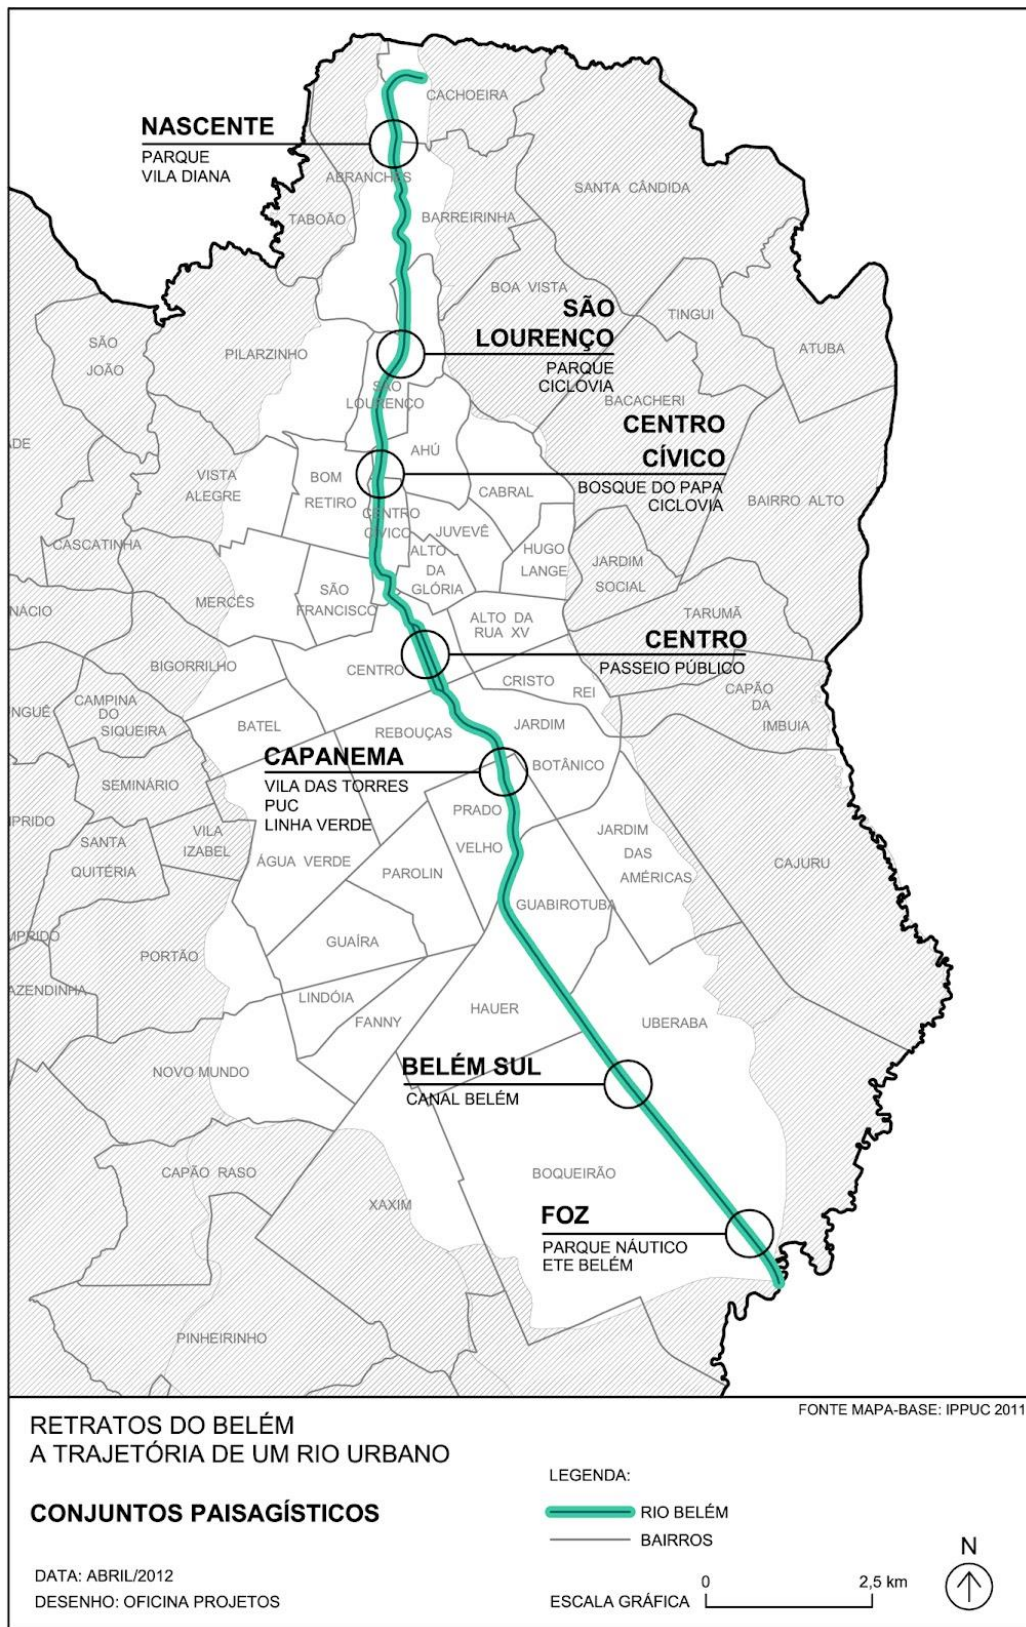 CACHOEIRA
NASCENTE
PARQUE
VILA DIANA
ABRANCHES
TABOÃO
BARREIRINHA
SANTA CÂNDIDA
BOA VISTA
SÃO
LOURENÇO
PARQUE
CICLOVIA
TINGUI
ATUBA
SÃO
JOÃO
PILARZINHO
SÃO
LOURENÇO
BACACHERI
CENTRO
CÍVICO
BOSQUE DO PAPA
CICLOVIA
ADE
VISTA
ALEGRE
BOM
RETIRO
AHÚ
CABRAL
BAIRRO ALTO
CENTRO
CÍVICO
JUVEVÊ
HUGO
LANGE
CASCATINHA
ALTO
DA
GLÓRIA
JARDIM
SOCIAL
NÁCIO
MERCÊS
SÃO
FRANCISCO
ALTO DA
RUA XV
TARUMÃ
CENTRO
PASSEIO PÚBLICO
BIGORRILHO
CENTRO
CRISTO REI
CAPÃO
DA
IMBUIA
NGUÊ
CAMPINA
DO
SIQUEIRA
BATEL
REBOUÇAS
JARDIM
BOTÂNICO
CAPANEMA
VILA DAS TORRES
PUC
LINHA VERDE
SEMINÁRIO
PRADO
VELHO
MPRIDO
SANTA
QUITÉRIA
VILA
IZABEL
ÁGUA VERDE
PAROLIN
JARDIM
DAS
AMÉRICAS
CAJURU
GUABIROTUBA
MPRIDO
PORTÃO
GUAÍRA
AZENDINHA
LINDÓIA
FANNY
HAUER
UBERABA
NOVO MUNDO
BELÉM SUL
CANAL BELÉM
CAPÃO RASO
XAXIM
BOQUEIRÃO
FOZ
PARQUE NÁUTICO
ETE BELÉM
PINHEIRINHO
FONTE MAPA-BASE: IPPUC 2011
RETRATOS DO BELÉM
A TRAJETÓRIA DE UM RIO URBANO
CONJUNTOS PAISAGÍSTICOS
DATA: ABRIL/2012
DESENHO: OFICINA PROJETOS
LEGENDA:
RIO BELÉM
BAIRROS
ESCALA GRÁFICA 0 2,5 km
N